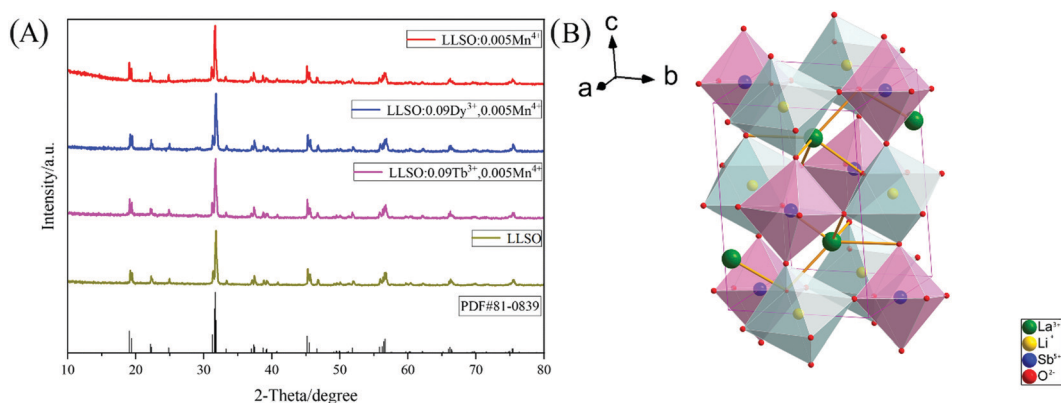 (A)
LLSO:0.005Mn⁴⁺
LLSO:0.09Dy³⁺,0.005Mn⁴⁺
LLSO:0.09Tb³⁺,0.005Mn⁴⁺
LLSO
PDF#81-0839
Intensity/a.u.
10 20 30 40 50 60 70 80
2-Theta/degree
(B)
c
a
b
La³⁺
Li⁺
Sb⁵⁺
O²⁻